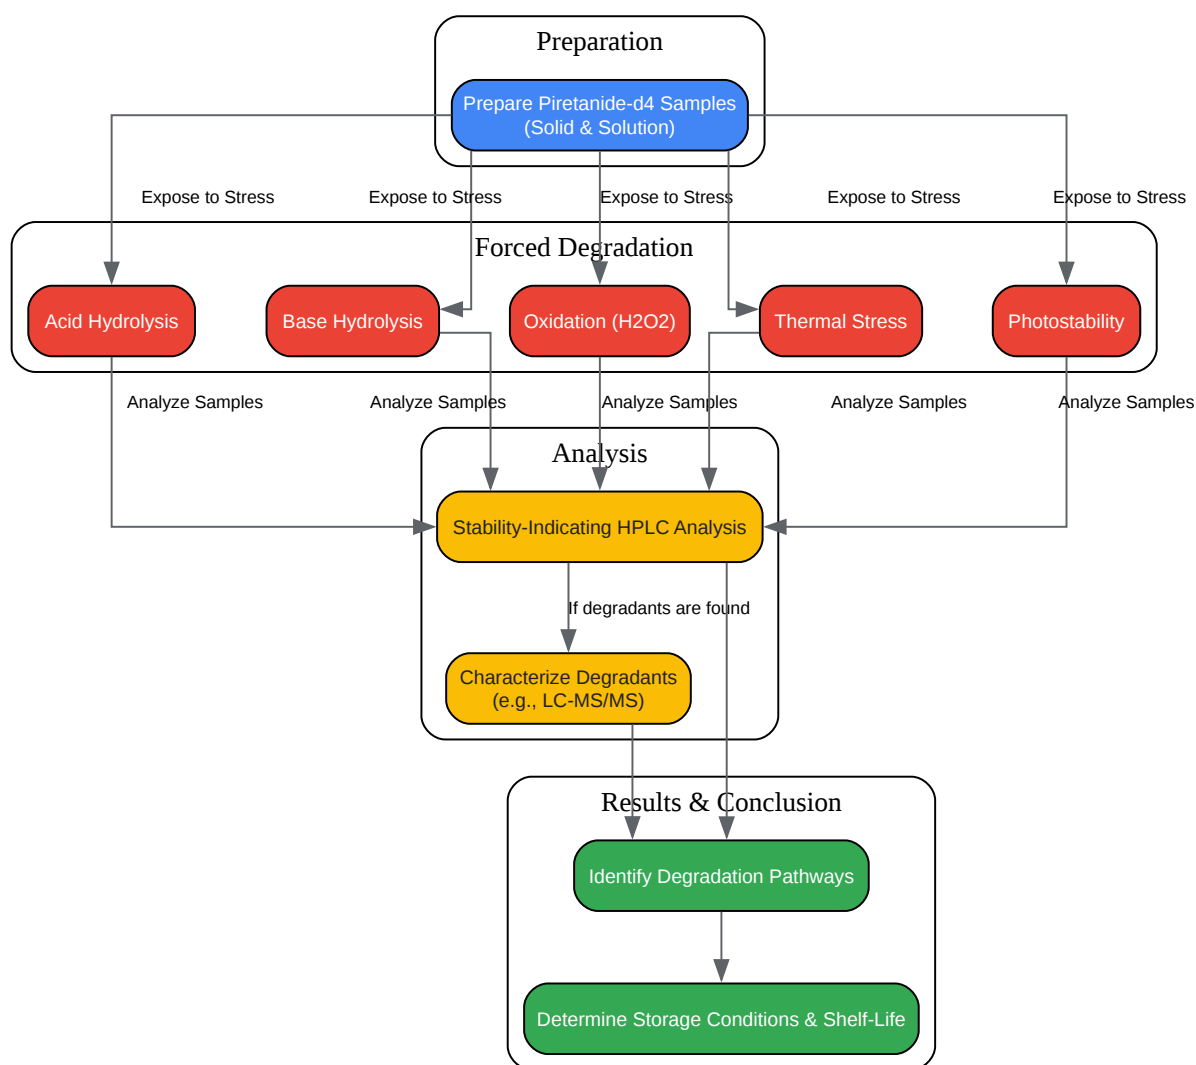 Preparation
Prepare Piretanide-d4 Samples
(Solid & Solution)
Expose to Stress
Expose to Stress
Expose to Stress
Expose to Stress
Expose to Stress
Forced Degradation
Acid Hydrolysis
Base Hydrolysis
Oxidation (H2O2)
Thermal Stress
Photostability
Analyze Samples
Analyze Samples
Analyze Samples
Analyze Samples
Analyze Samples
Analysis
Stability-Indicating HPLC Analysis
If degradants are found
Characterize Degradants
(e.g., LC-MS/MS)
Results & Conclusion
Identify Degradation Pathways
Determine Storage Conditions & Shelf-Life